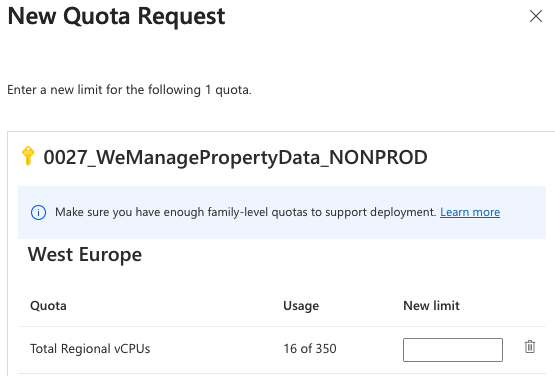 New Quota Request
Enter a new limit for the following 1 quota.
0027_WeManagePropertyData_NONPROD
Make sure you have enough family-level quotas to support deployment. Learn more
West Europe
Quota Usage New limit
Total Regional vCPUs 16 of 350